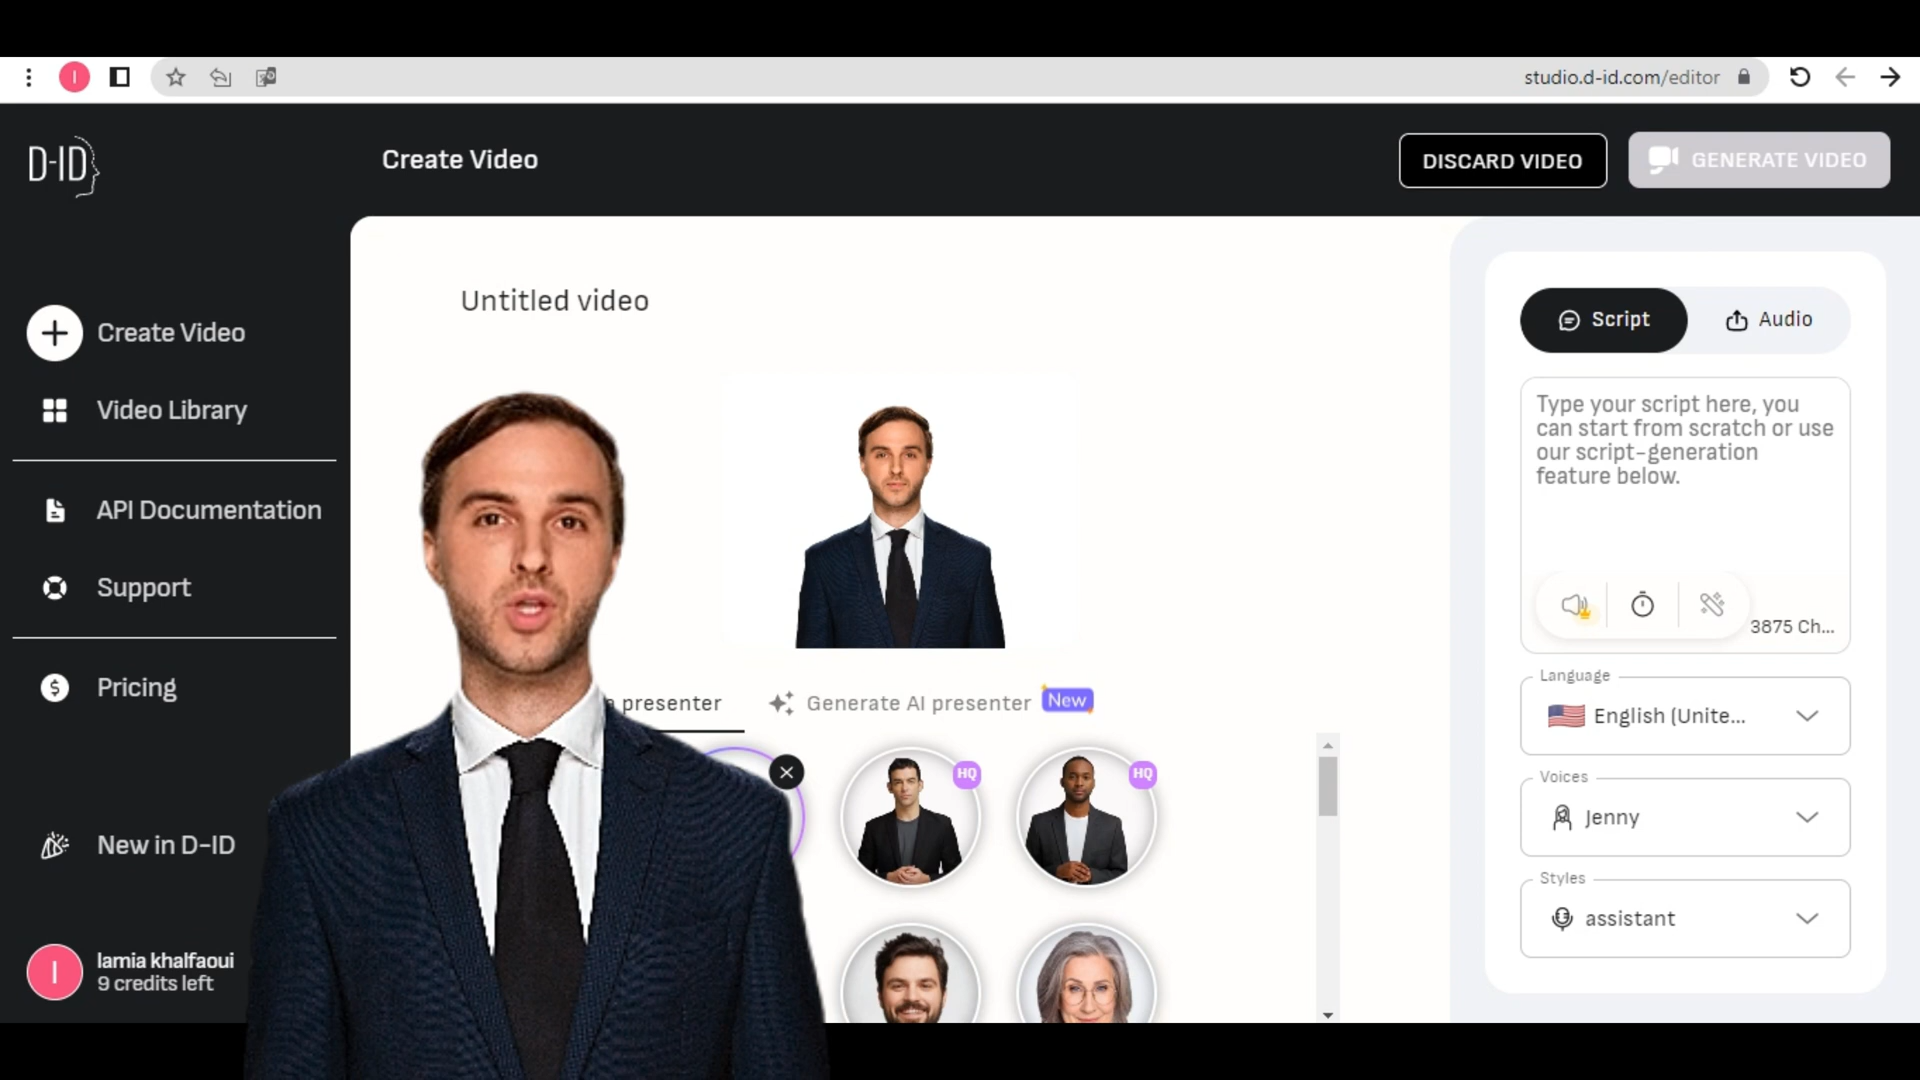 studio.d-id.com/editor
D-ID
Create Video
DISCARD VIDEO
GENERATE VIDEO
Create Video
Video Library
API Documentation
Support
Pricing
New in D-ID
lamia khalfaoui
9 credits left
Untitled video
presenter
Generate AI presenter
New
HQ
HQ
Script
Audio
Type your script here, you
can start from scratch or use
our script-generation
feature below.
3875 Ch...
Language
English (Unite...
Voices
Jenny
Styles
assistant